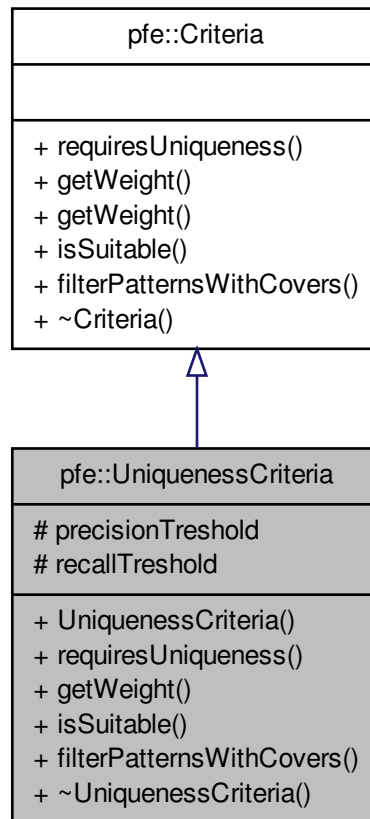 pfe::Criteria
+ requiresUniqueness()
+ getWeight()
+ getWeight()
+ isSuitable()
+ filterPatternsWithCovers()
+ ~Criteria()
pfe::UniquenessCriteria
# precisionTreshold
# recallTreshold
+ UniquenessCriteria()
+ requiresUniqueness()
+ getWeight()
+ isSuitable()
+ filterPatternsWithCovers()
+ ~UniquenessCriteria()